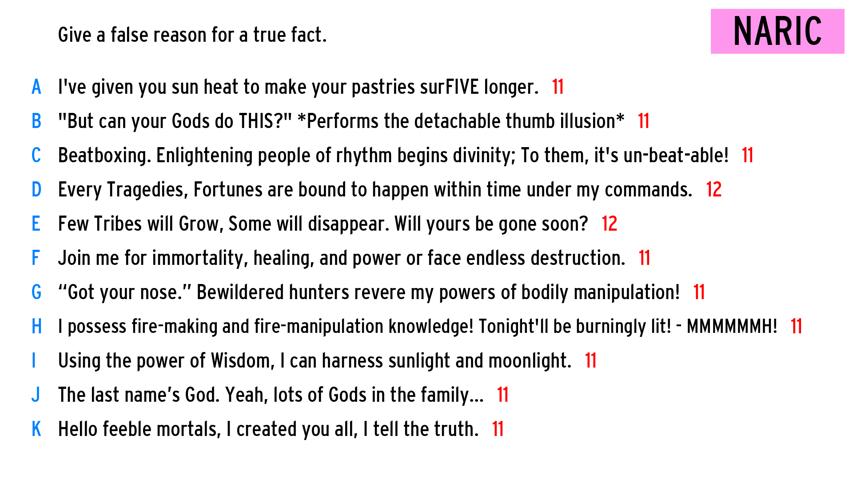 Give a false reason for a true fact.
NARIC
A I've given you sun heat to make your pastries surFIVE longer. 11
B "But can your Gods do THIS?" *Performs the detachable thumb illusion* 11
C Beatboxing. Enlightening people of rhythm begins divinity; To them, it's un-beat-able! 11
D Every Tragedies, Fortunes are bound to happen within time under my commands. 12
E Few Tribes will Grow, Some will disappear. Will yours be gone soon? 12
F Join me for immortality, healing, and power or face endless destruction. 11
G “Got your nose.” Bewildered hunters revere my powers of bodily manipulation! 11
H I possess fire-making and fire-manipulation knowledge! Tonight'll be burningly lit! - MMMMMMH! 11
I Using the power of Wisdom, I can harness sunlight and moonlight. 11
J The last name’s God. Yeah, lots of Gods in the family... 11
K Hello feeble mortals, I created you all, I tell the truth. 11